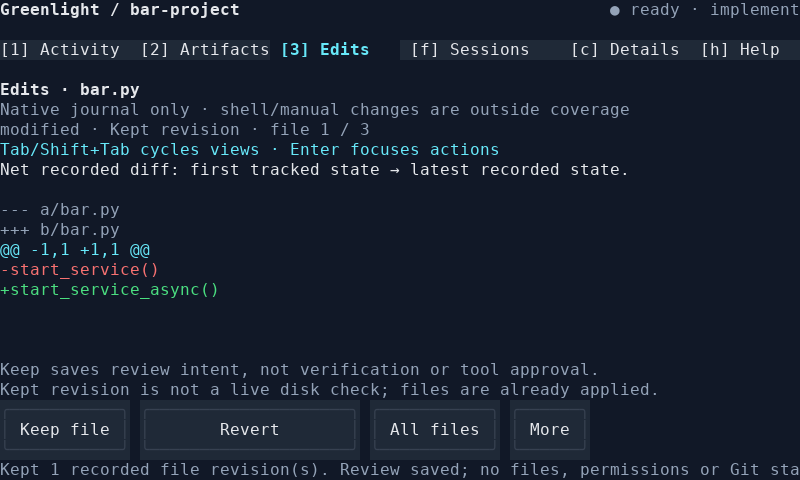 Greenlight / bar-project ● ready · implement
[1] Activity [2] Artifacts [3] Edits [f] Sessions [c] Details [h] Help
Edits · bar.py
Native journal only · shell/manual changes are outside coverage
modified · Kept revision · file 1 / 3
Tab/Shift+Tab cycles views · Enter focuses actions
Net recorded diff: first tracked state → latest recorded state.
--- a/bar.py
+++ b/bar.py
@@ -1,1 +1,1 @@
-start_service()
+start_service_async()
Keep saves review intent, not verification or tool approval.
Kept revision is not a live disk check; files are already applied.
Keep file Revert All files More
Kept 1 recorded file revision(s). Review saved; no files, permissions or Git sta